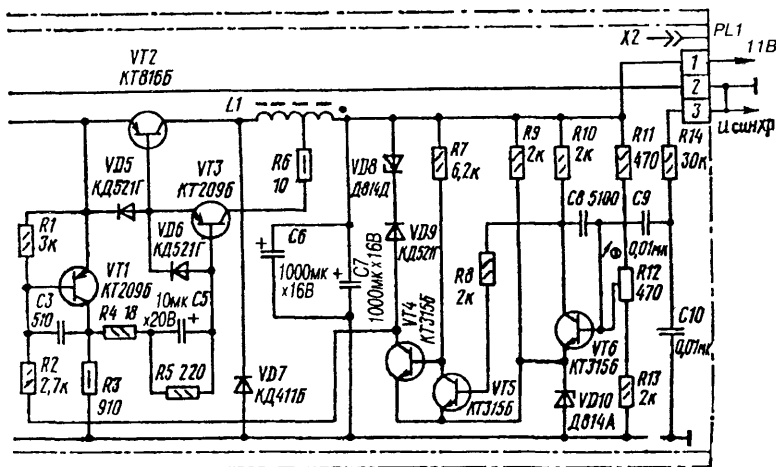 X2
PL1
11В
1
2
3
U синхр
VT2
КТ816Б
L1
VD5
КД521Г
VT3
КТ209Б
R6
10
VD8
Д814Д
R7
6,2к
R9
2к
R10
2к
R11
470
R14
30к
R1
3к
VD6
КД521Г
C6
1000мк
×16В
C7
1000мк×16В
VD9
КД521Г
C8 5100
C9
0,01мк
VT1
КТ209Б
R8
2к
R12
470
C3
510
R4 18
10мк
×20В
C5
VT4
КТ315Б
C10
0,01мк
R2
2,7к
R3
910
R5 220
VD7
КД411Б
VT5
КТ315Б
VT6
КТ315Б
VD10
Д814А
R13
2к